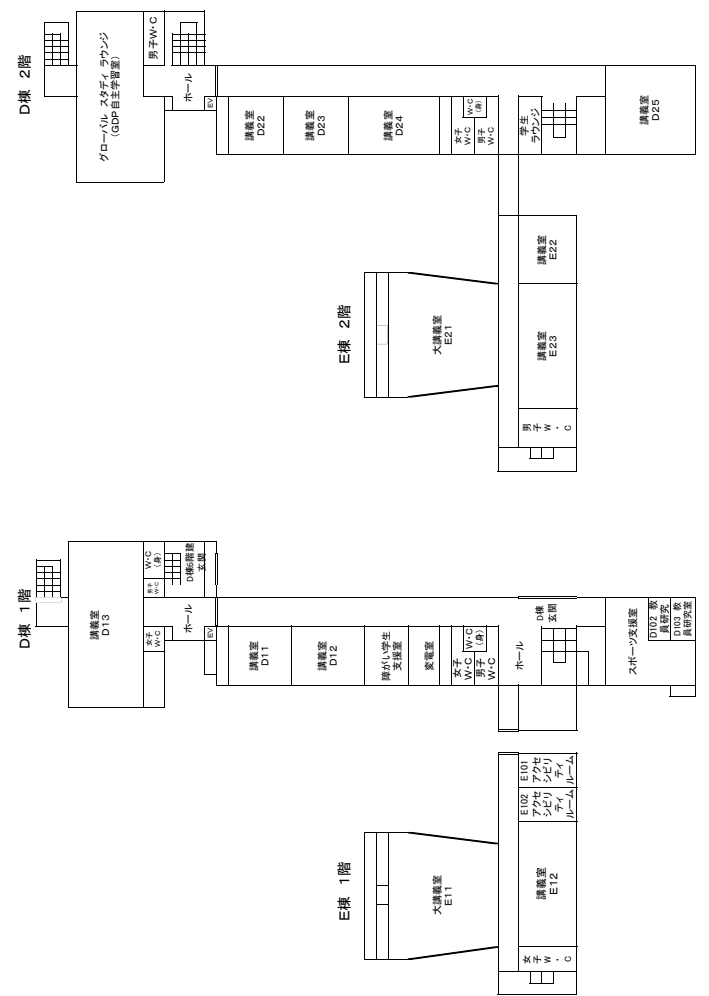 D棟 2階
グローバル スタディ ラウンジ
（GDP自主学習室）
男子W・C
ホール
EV
講義室
D22
講義室
D23
講義室
D24
女子
W・C
W・C
（身）
男子
W・C
学生
ラウンジ
講義室
D25
E棟 2階
大講義室
E21
講義室
E22
講義室
E23
男子
W・C
D棟 1階
講義室
D13
女子
W・C
男子
W・C
W・C
（身）
D棟6階建
玄関
ホール
EV
講義室
D11
講義室
D12
障がい学生
支援室
変電室
女子
W・C
W・C
（身）
男子
W・C
ホール
D棟
玄関
スポーツ支援室
D102 教
員研究
D103 教
員研究室
E棟 1階
大講義室
E11
E101
アクセ
シビリ
ティ
ルーム
E102
アクセ
シビリ
ティ
ルーム
講義室
E12
女子
W・C